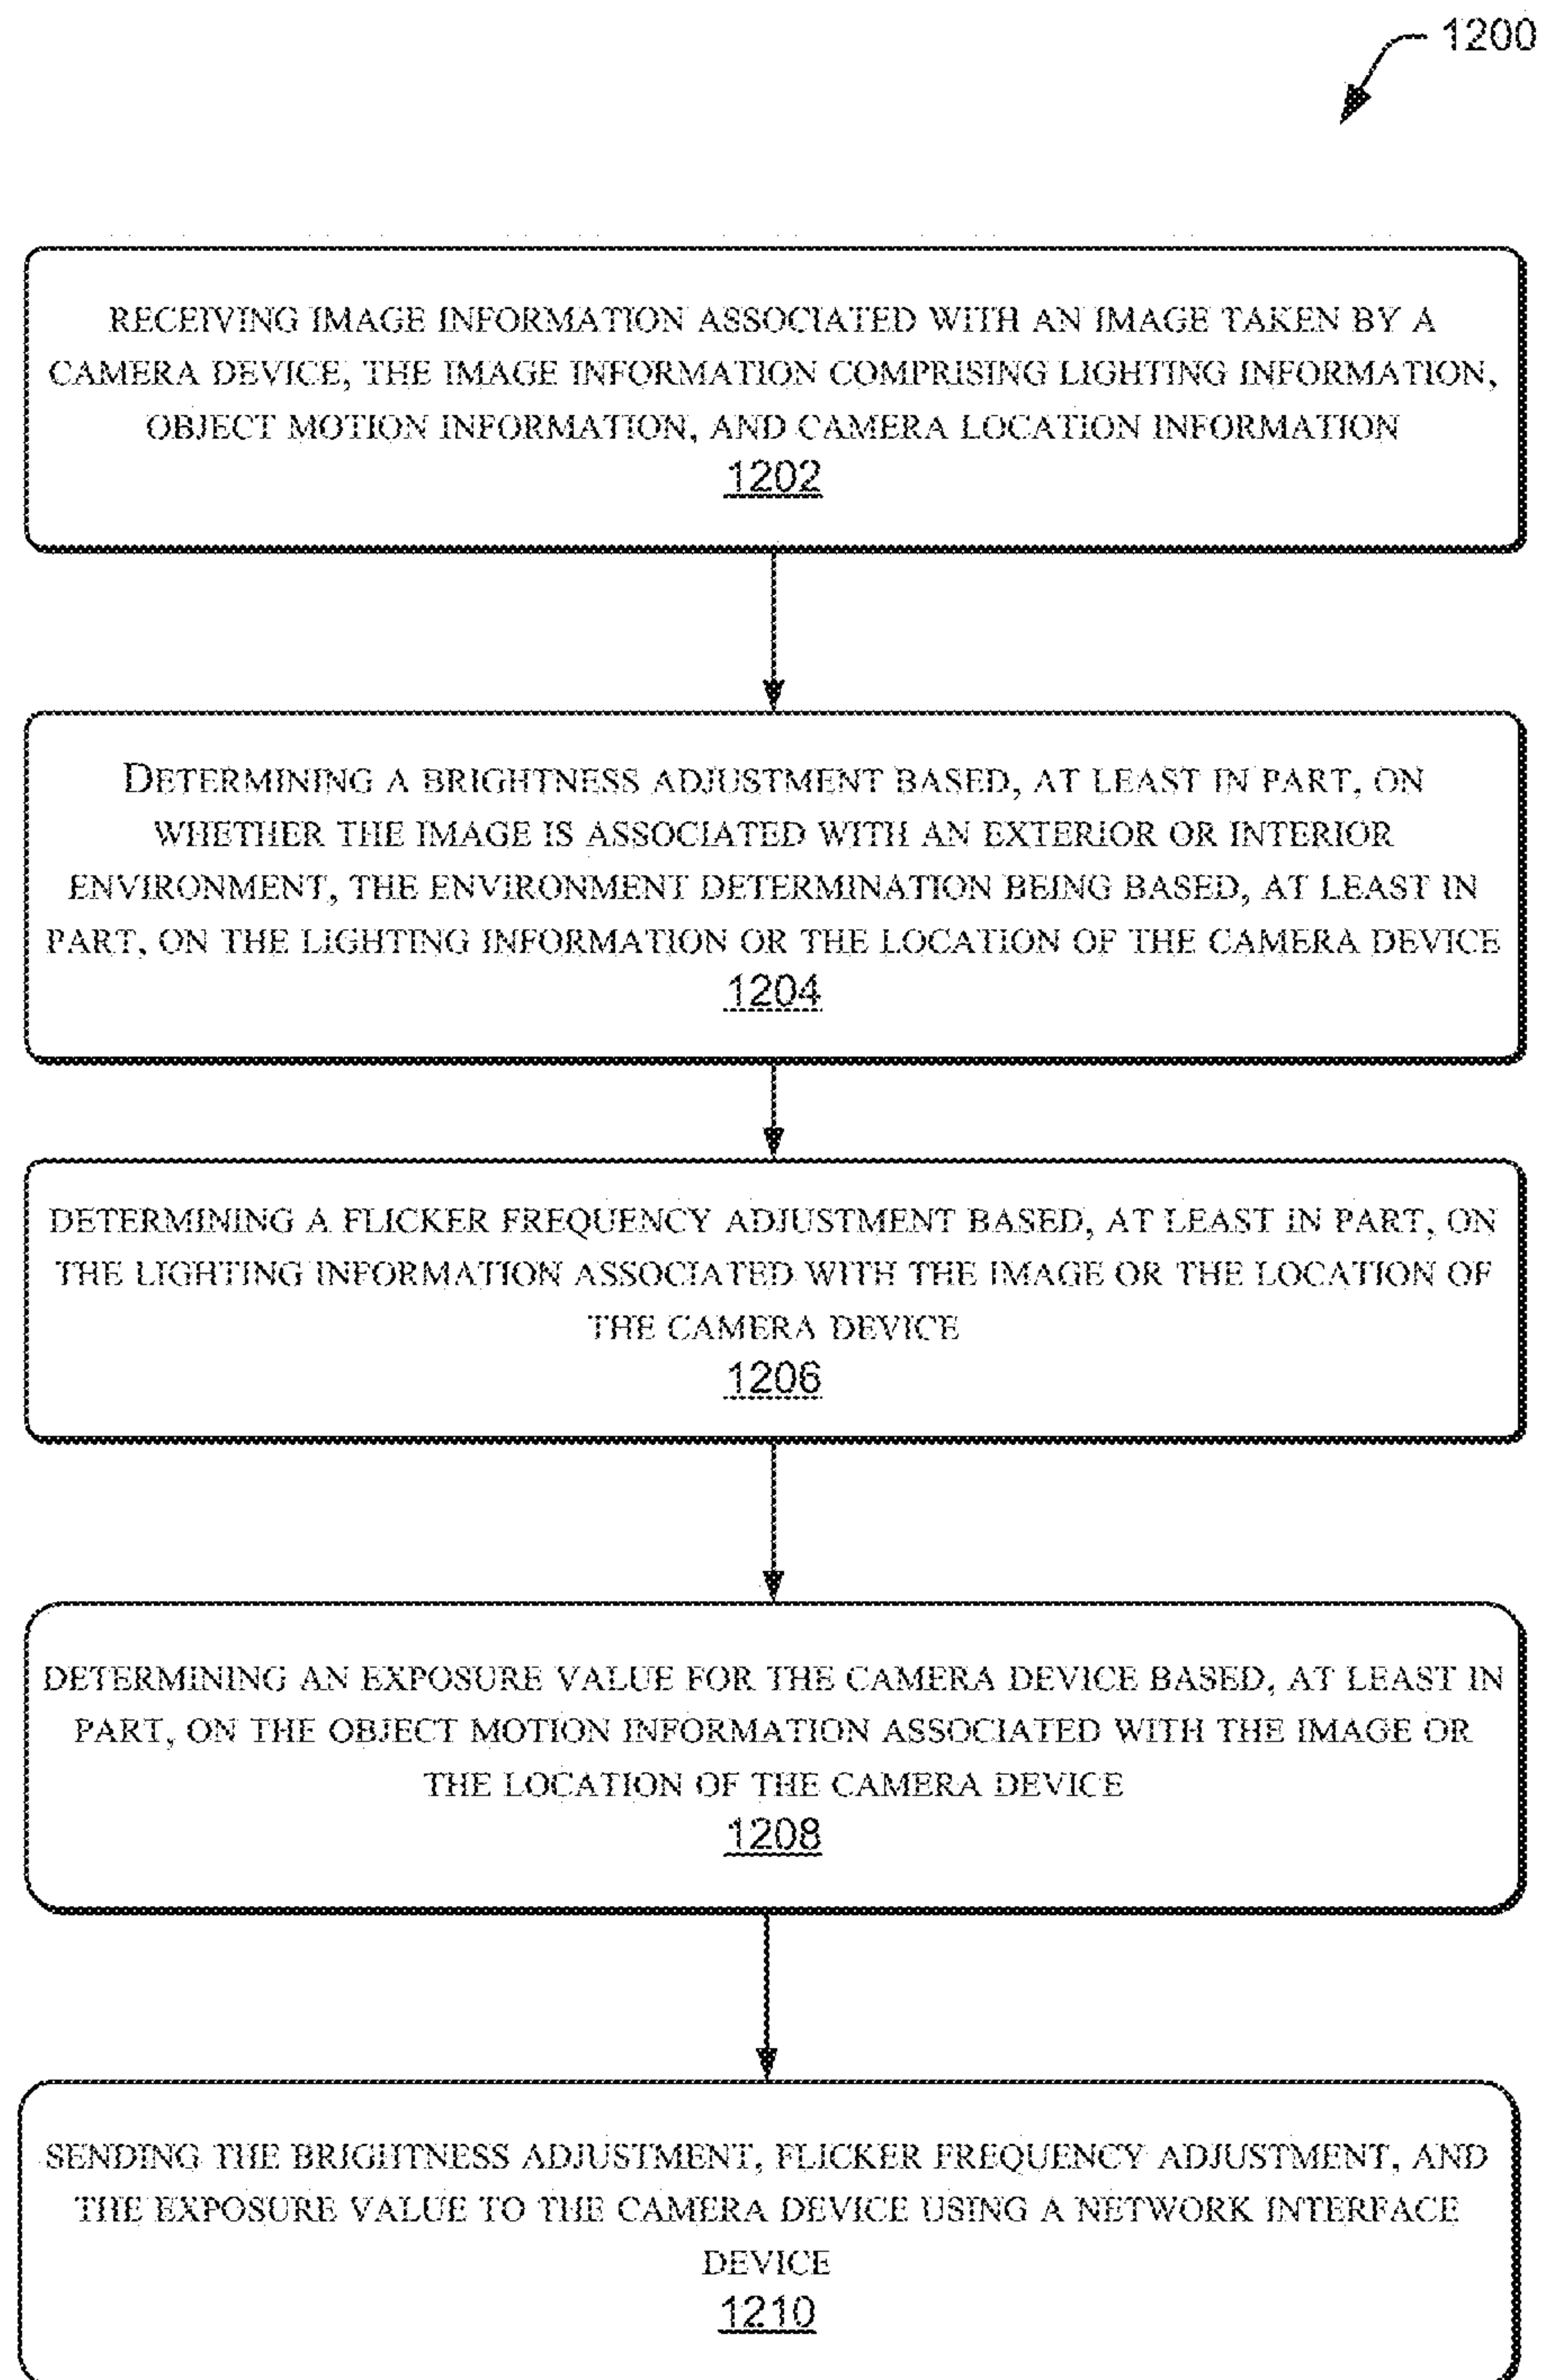 1200
RECEIVING IMAGE INFORMATION ASSOCIATED WITH AN IMAGE TAKEN BY A
CAMERA DEVICE, THE IMAGE INFORMATION COMPRISING LIGHTING INFORMATION,
OBJECT MOTION INFORMATION, AND CAMERA LOCATION INFORMATION
1202
DETERMINING A BRIGHTNESS ADJUSTMENT BASED, AT LEAST IN PART, ON
WHETHER THE IMAGE IS ASSOCIATED WITH AN EXTERIOR OR INTERIOR
ENVIRONMENT, THE ENVIRONMENT DETERMINATION BEING BASED, AT LEAST IN
PART, ON THE LIGHTING INFORMATION OR THE LOCATION OF THE CAMERA DEVICE
1204
DETERMINING A FLICKER FREQUENCY ADJUSTMENT BASED, AT LEAST IN PART, ON
THE LIGHTING INFORMATION ASSOCIATED WITH THE IMAGE OR THE LOCATION OF
THE CAMERA DEVICE
1206
DETERMINING AN EXPOSURE VALUE FOR THE CAMERA DEVICE BASED, AT LEAST IN
PART, ON THE OBJECT MOTION INFORMATION ASSOCIATED WITH THE IMAGE OR
THE LOCATION OF THE CAMERA DEVICE
1208
SENDING THE BRIGHTNESS ADJUSTMENT, FLICKER FREQUENCY ADJUSTMENT, AND
THE EXPOSURE VALUE TO THE CAMERA DEVICE USING A NETWORK INTERFACE
DEVICE
1210